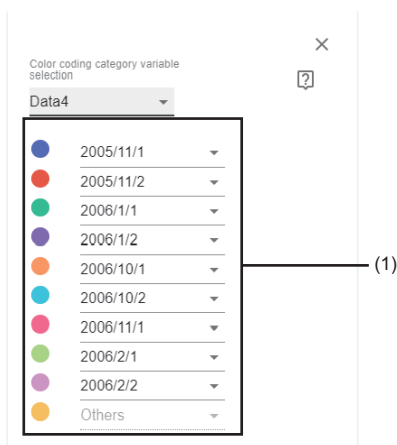 Color coding category variable
selection
Data4
2005/11/1
2005/11/2
2006/1/1
2006/1/2
2006/10/1
2006/10/2
2006/11/1
2006/2/1
2006/2/2
Others
(1)